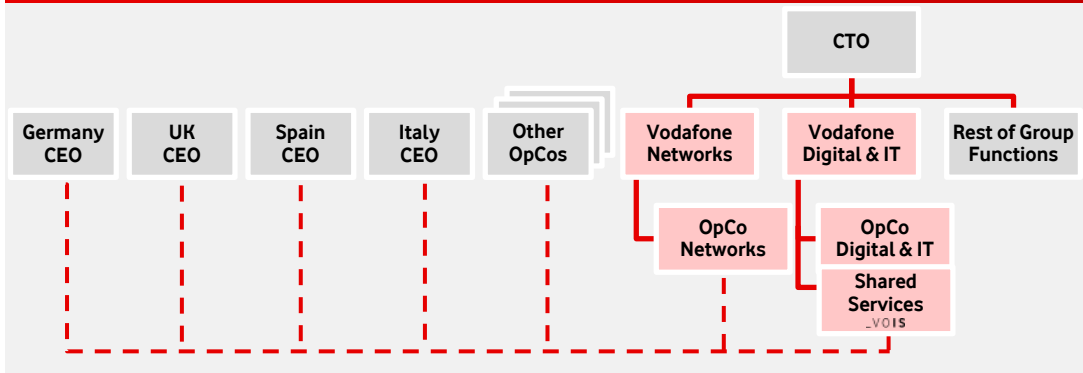 CTO
Germany
CEO
UK
CEO
Spain
CEO
Italy
CEO
Other
OpCos
Vodafone
Networks
Vodafone
Digital & IT
Rest of Group
Functions
OpCo
Networks
OpCo
Digital & IT
Shared
Services
_VOIS